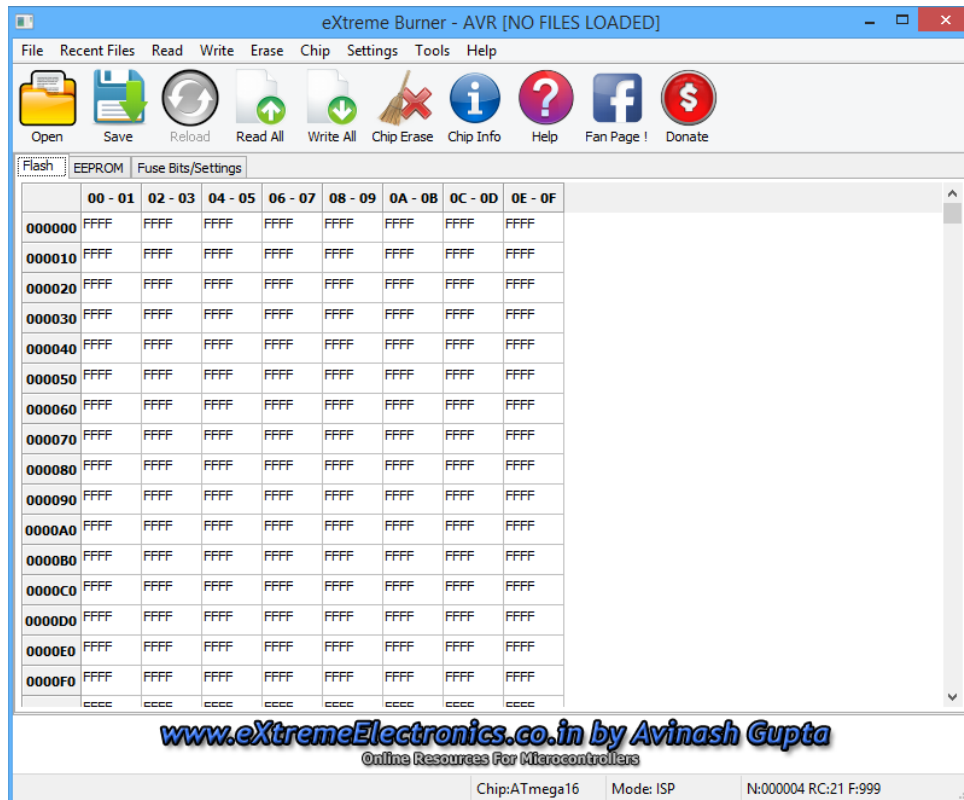 eXtreme Burner - AVR [NO FILES LOADED]
File Recent Files Read Write Erase Chip Settings Tools Help
Open Save Reload Read All Write All Chip Erase Chip Info Help Fan Page ! Donate
Flash EEPROM Fuse Bits/Settings
00 - 01 02 - 03 04 - 05 06 - 07 08 - 09 0A - 0B 0C - 0D 0E - 0F
000000 FFFF FFFF FFFF FFFF FFFF FFFF FFFF FFFF
000010 FFFF FFFF FFFF FFFF FFFF FFFF FFFF FFFF
000020 FFFF FFFF FFFF FFFF FFFF FFFF FFFF FFFF
000030 FFFF FFFF FFFF FFFF FFFF FFFF FFFF FFFF
000040 FFFF FFFF FFFF FFFF FFFF FFFF FFFF FFFF
000050 FFFF FFFF FFFF FFFF FFFF FFFF FFFF FFFF
000060 FFFF FFFF FFFF FFFF FFFF FFFF FFFF FFFF
000070 FFFF FFFF FFFF FFFF FFFF FFFF FFFF FFFF
000080 FFFF FFFF FFFF FFFF FFFF FFFF FFFF FFFF
000090 FFFF FFFF FFFF FFFF FFFF FFFF FFFF FFFF
0000A0 FFFF FFFF FFFF FFFF FFFF FFFF FFFF FFFF
0000B0 FFFF FFFF FFFF FFFF FFFF FFFF FFFF FFFF
0000C0 FFFF FFFF FFFF FFFF FFFF FFFF FFFF FFFF
0000D0 FFFF FFFF FFFF FFFF FFFF FFFF FFFF FFFF
0000E0 FFFF FFFF FFFF FFFF FFFF FFFF FFFF FFFF
0000F0 FFFF FFFF FFFF FFFF FFFF FFFF FFFF FFFF
www.eXtremeElectronics.co.in by Avinash Gupta
Online Resources For Microcontrollers
Chip:ATmega16 Mode: ISP N:000004 RC:21 F:999